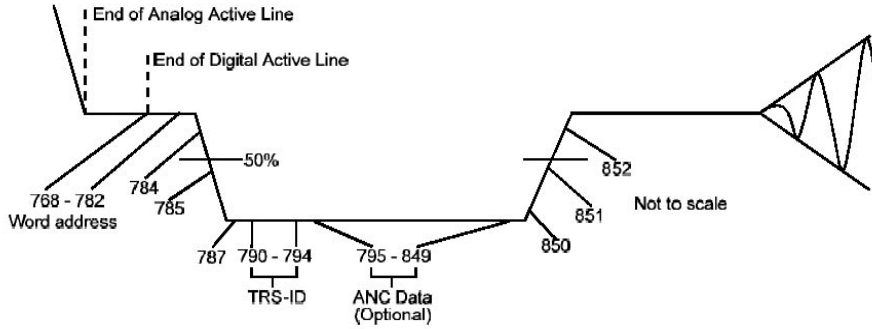 End of Analog Active Line
End of Digital Active Line
50%
852
768 - 782
784
785
851
Not to scale
Word address
850
787
790 - 794
795 - 849
TRS-ID
ANC Data
(Optional)